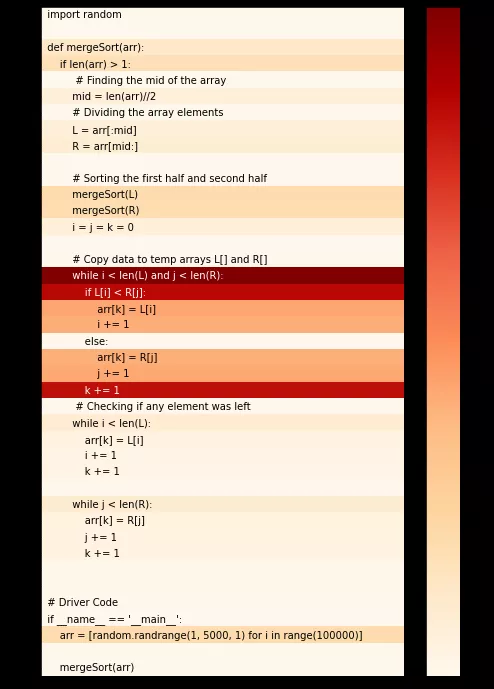 import random
def mergeSort(arr):
if len(arr) > 1:
# Finding the mid of the array
mid = len(arr)//2
# Dividing the array elements
L = arr[:mid]
R = arr[mid:]
# Sorting the first half and second half
mergeSort(L)
mergeSort(R)
i = j = k = 0
# Copy data to temp arrays L[] and R[]
while i < len(L) and j < len(R):
if L[i] < R[j]:
arr[k] = L[i]
i += 1
else:
arr[k] = R[j]
j += 1
k += 1
# Checking if any element was left
while i < len(L):
arr[k] = L[i]
i += 1
k += 1
while j < len(R):
arr[k] = R[j]
j += 1
k += 1
# Driver Code
if __name__ == '__main__':
arr = [random.randrange(1, 5000, 1) for i in range(100000)]
mergeSort(arr)